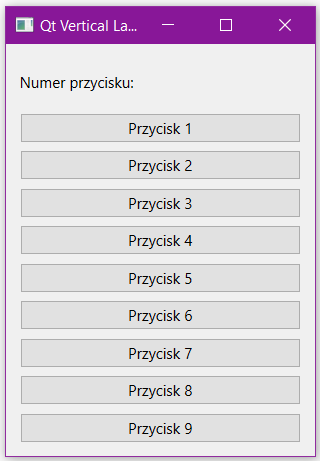 Qt Vertical La...
Numer przycisku:
Przycisk 1
Przycisk 2
Przycisk 3
Przycisk 4
Przycisk 5
Przycisk 6
Przycisk 7
Przycisk 8
Przycisk 9